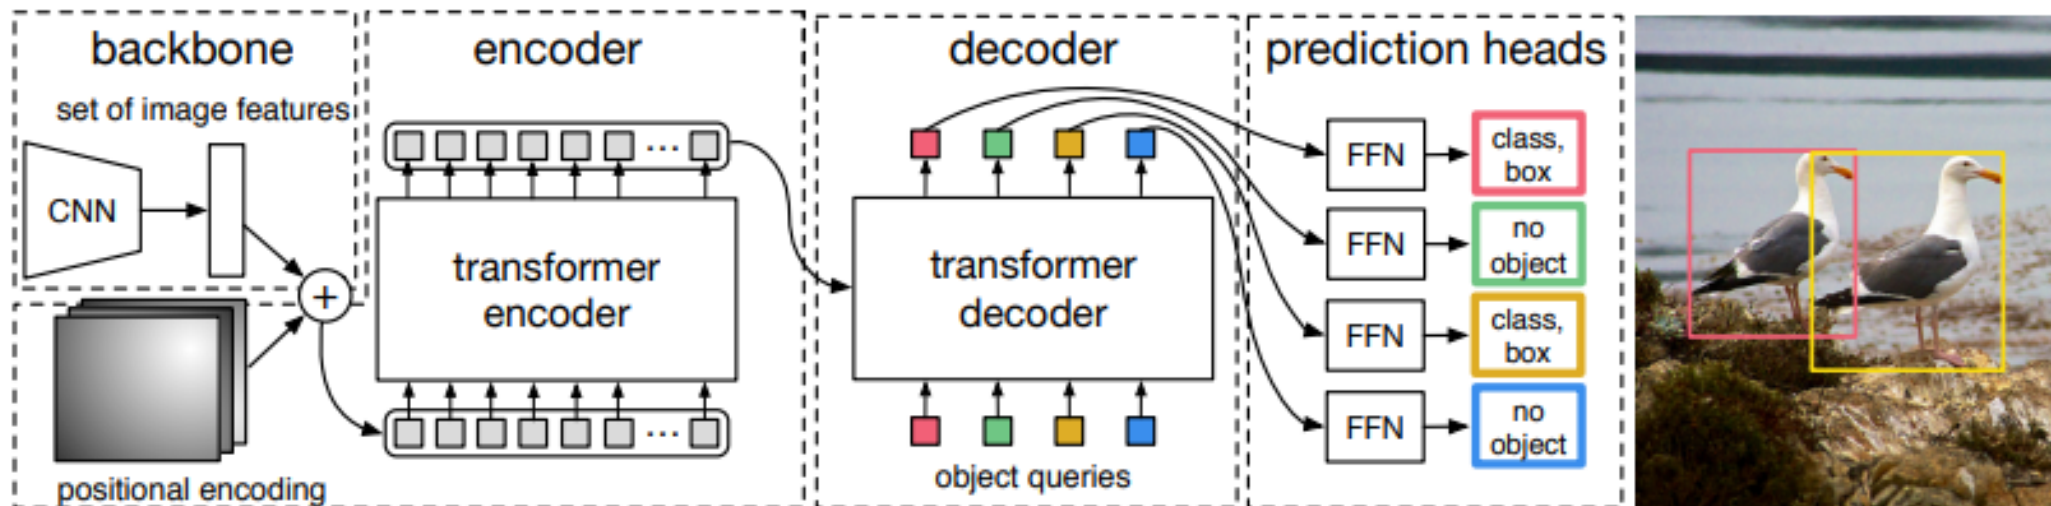 backbone
set of image features
CNN
+
positional encoding
encoder
...
transformer
encoder
...
decoder
transformer
decoder
object queries
prediction heads
FFN
class,
box
FFN
no
object
FFN
class,
box
FFN
no
object